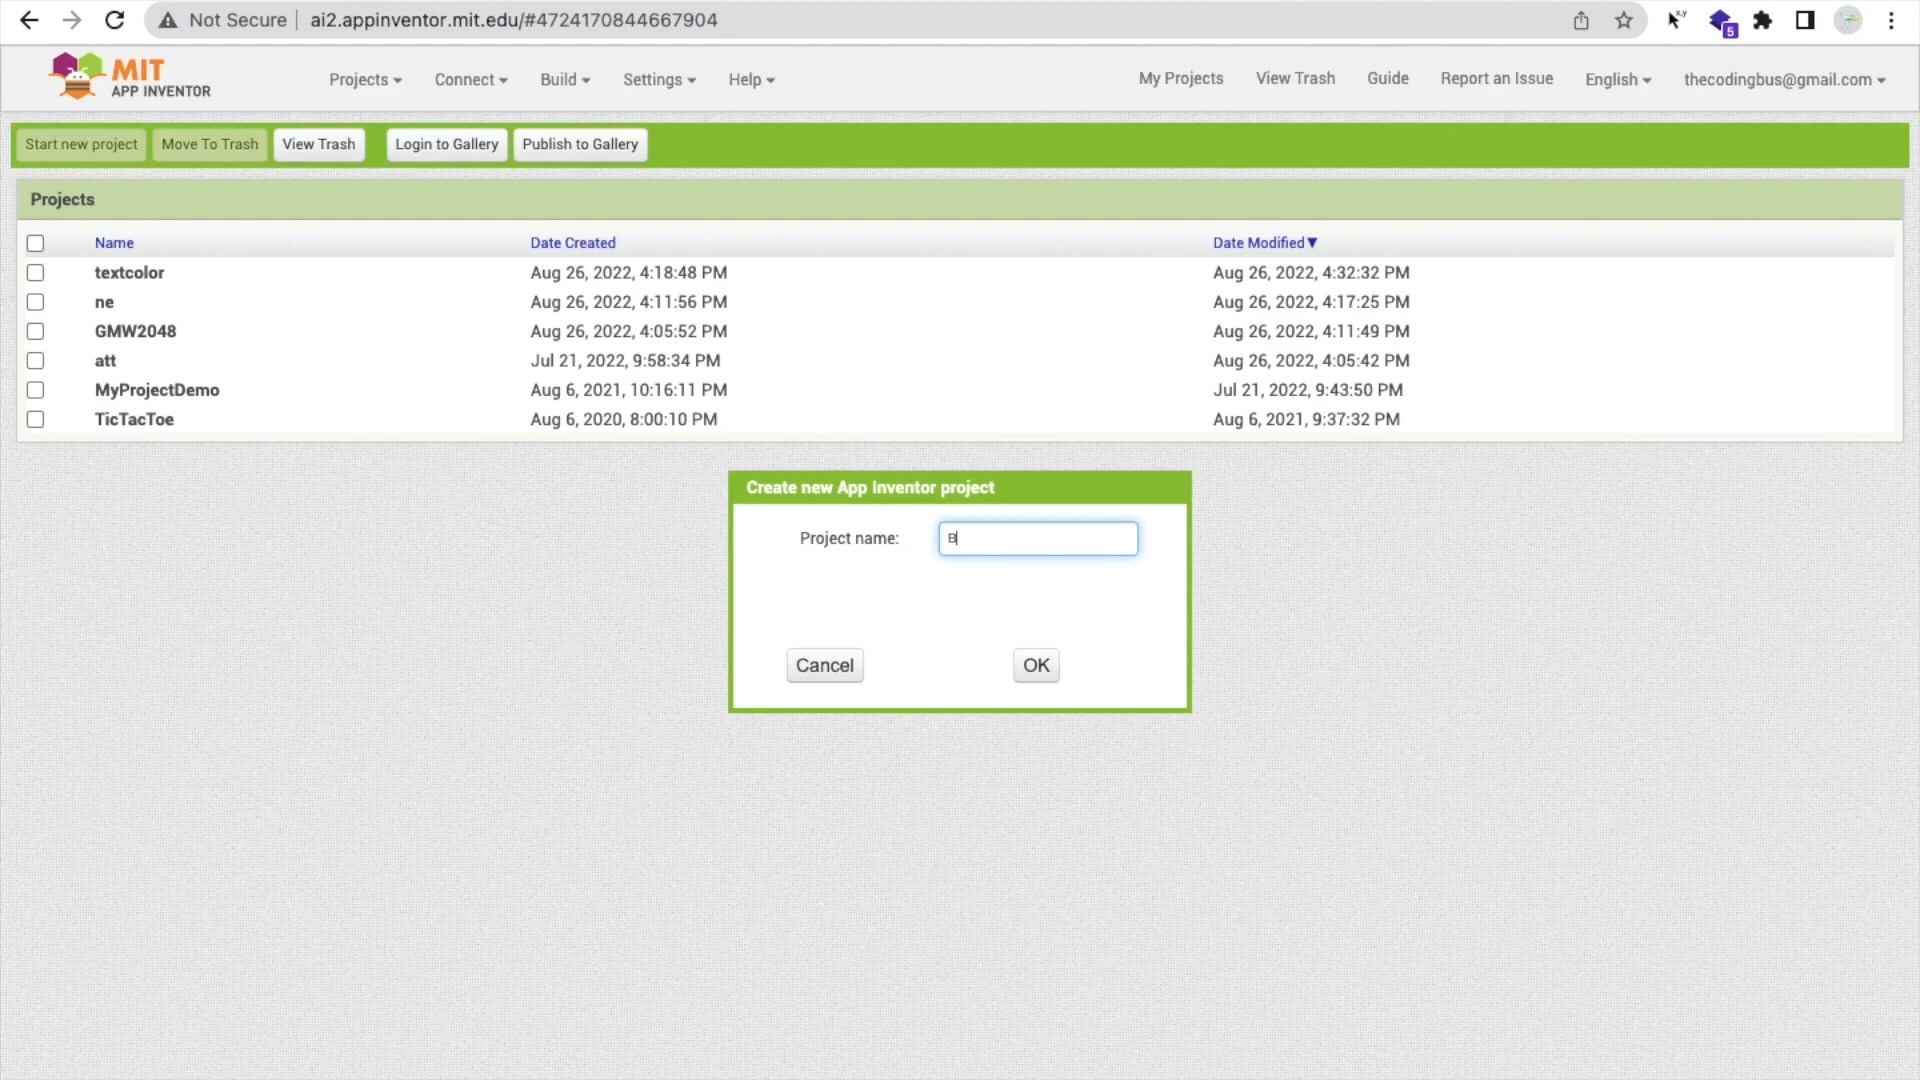 Not Secure ai2.appinventor.mit.edu/#4724170844667904
x,y
5
MIT
APP INVENTOR
Projects Connect Build Settings Help My Projects View Trash Guide Report an Issue English thecodingbus@gmail.com
Start new project Move To Trash View Trash Login to Gallery Publish to Gallery
Projects
Name Date Created Date Modified▼
textcolor Aug 26, 2022, 4:18:48 PM Aug 26, 2022, 4:32:32 PM
ne Aug 26, 2022, 4:11:56 PM Aug 26, 2022, 4:17:25 PM
GMW2048 Aug 26, 2022, 4:05:52 PM Aug 26, 2022, 4:11:49 PM
att Jul 21, 2022, 9:58:34 PM Aug 26, 2022, 4:05:42 PM
MyProjectDemo Aug 6, 2021, 10:16:11 PM Jul 21, 2022, 9:43:50 PM
TicTacToe Aug 6, 2020, 8:00:10 PM Aug 6, 2021, 9:37:32 PM
Create new App Inventor project
Project name: B
Cancel OK